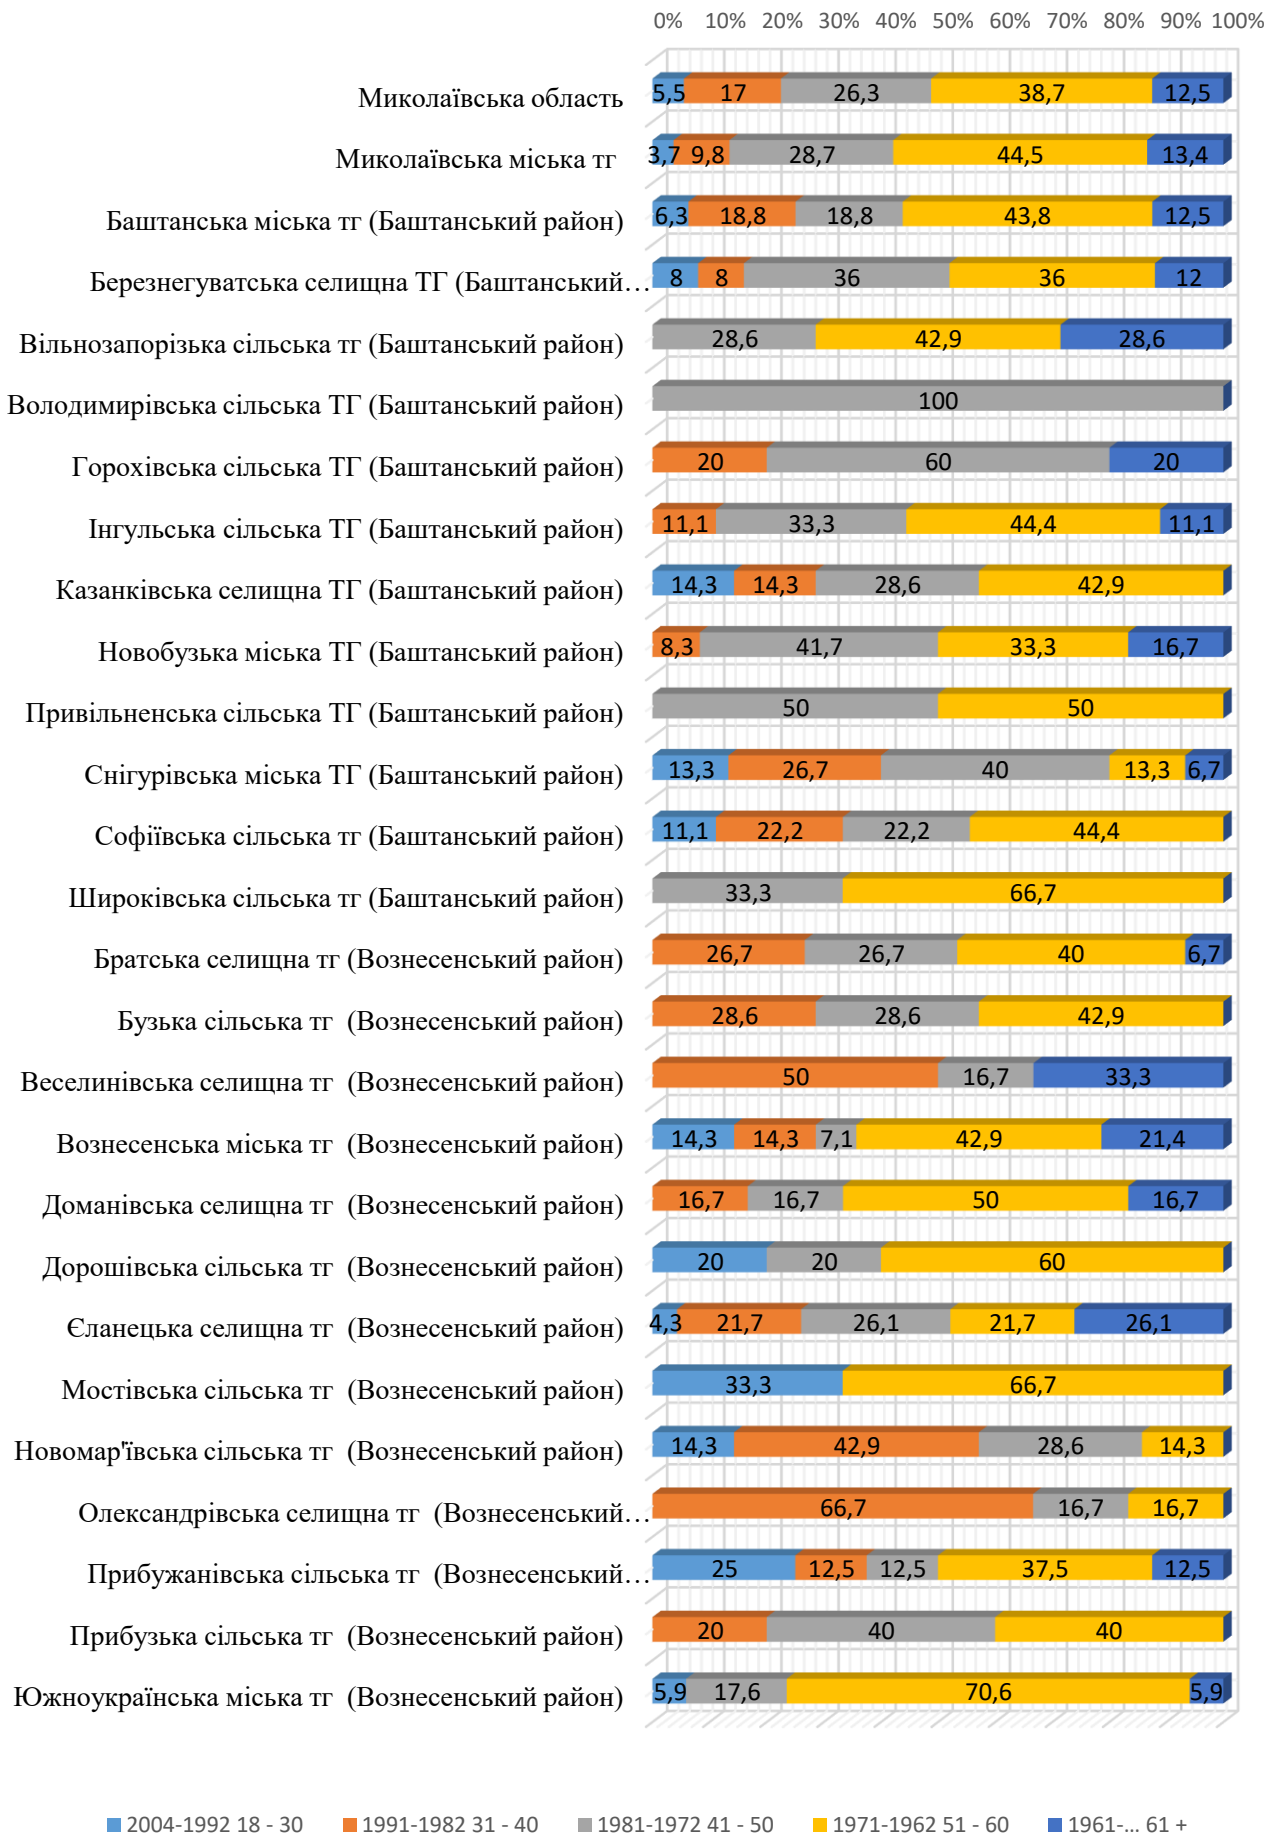 0% 10% 20% 30% 40% 50% 60% 70% 80% 90% 100%
Миколаївська область 5,5 17 26,3 38,7 12,5
Миколаївська міська тг 3,7 9,8 28,7 44,5 13,4
Баштанська міська тг (Баштанський район) 6,3 18,8 18,8 43,8 12,5
Березнегуватська селищна ТГ (Баштанський… 8 8 36 36 12
Вільнозапорізька сільська тг (Баштанський район) 28,6 42,9 28,6
Володимирівська сільська ТГ (Баштанський район) 100
Горохівська сільська ТГ (Баштанський район) 20 60 20
Інгульська сільська ТГ (Баштанський район) 11,1 33,3 44,4 11,1
Казанківська селищна ТГ (Баштанський район) 14,3 14,3 28,6 42,9
Новобузька міська ТГ (Баштанський район) 8,3 41,7 33,3 16,7
Привільненська сільська ТГ (Баштанський район) 50 50
Снігурівська міська ТГ (Баштанський район) 13,3 26,7 40 13,3 6,7
Софіївська сільська тг (Баштанський район) 11,1 22,2 22,2 44,4
Широківська сільська тг (Баштанський район) 33,3 66,7
Братська селищна тг (Вознесенський район) 26,7 26,7 40 6,7
Бузька сільська тг (Вознесенський район) 28,6 28,6 42,9
Веселинівська селищна тг (Вознесенський район) 50 16,7 33,3
Вознесенська міська тг (Вознесенський район) 14,3 14,3 7,1 42,9 21,4
Доманівська селищна тг (Вознесенський район) 16,7 16,7 50 16,7
Дорошівська сільська тг (Вознесенський район) 20 20 60
Єланецька селищна тг (Вознесенський район) 4,3 21,7 26,1 21,7 26,1
Мостівська сільська тг (Вознесенський район) 33,3 66,7
Новомар'ївська сільська тг (Вознесенський район) 14,3 42,9 28,6 14,3
Олександрівська селищна тг (Вознесенський… 66,7 16,7 16,7
Прибужанівська сільська тг (Вознесенський… 25 12,5 12,5 37,5 12,5
Прибузька сільська тг (Вознесенський район) 20 40 40
Южноукраїнська міська тг (Вознесенський район) 5,9 17,6 70,6 5,9
2004-1992 18 - 30 1991-1982 31 - 40 1981-1972 41 - 50 1971-1962 51 - 60 1961-... 61 +